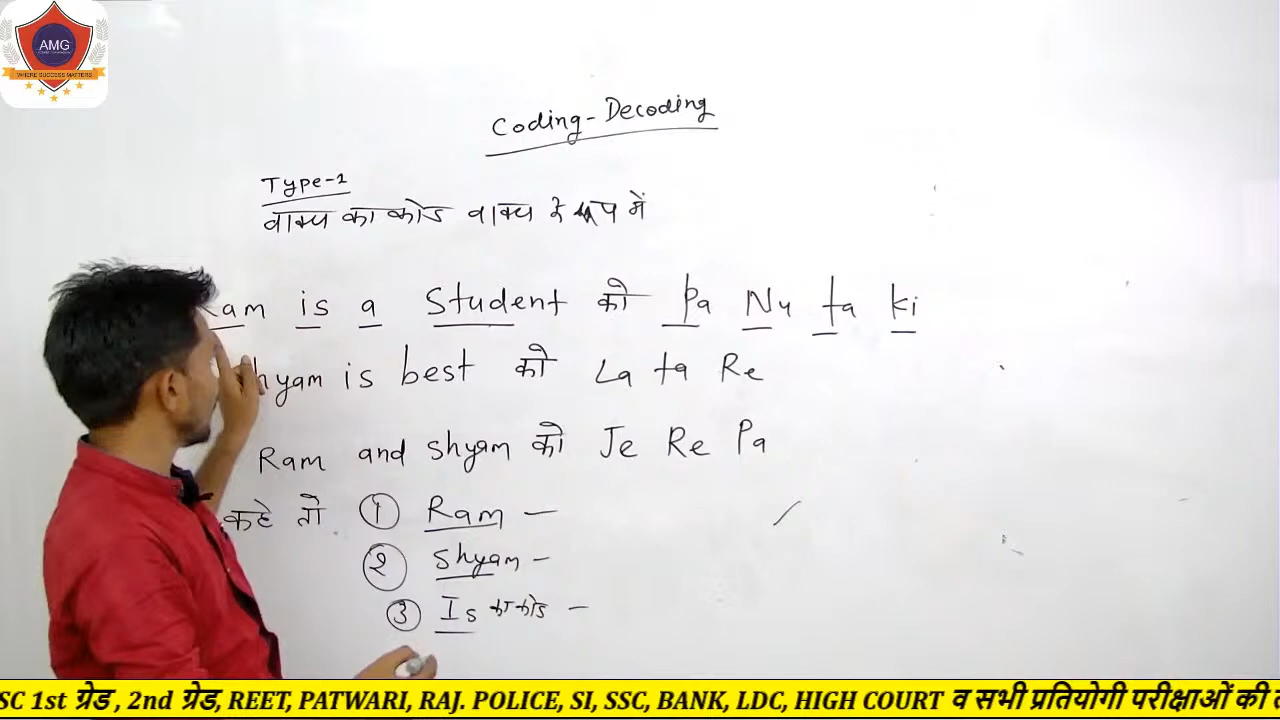 AMG
WHERE SUCCESS MATTERS
Coding-Decoding
Type-1
वाक्य का कोड वाक्य के रूप में
Ram is a Student को Pa Nu ta ki
Shyam is best को La ta Re
Ram and Shyam को Je Re Pa
कहे तो ① Ram —
② Shyam —
③ Is का कोड —
SC 1st ग्रेड, 2nd ग्रेड, REET, PATWARI, RAJ. POLICE, SI, SSC, BANK, LDC, HIGH COURT व सभी प्रतियोगी परीक्षाओं की